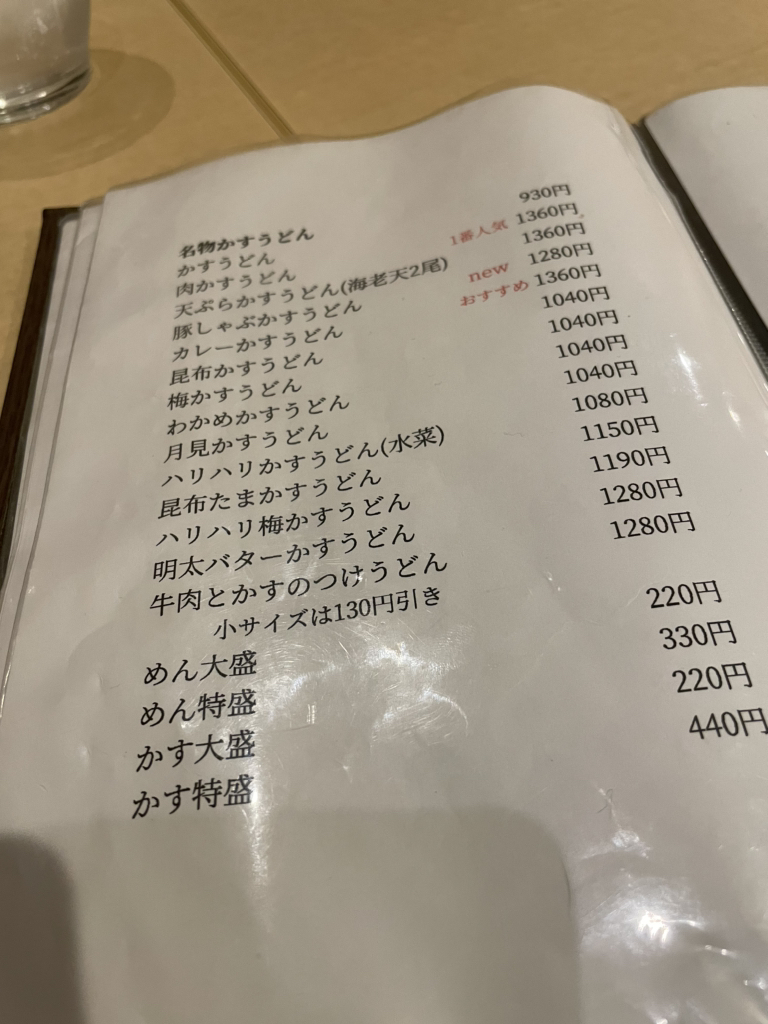 名物かすうどん
かすうどん 930円
肉かすうどん 1番人気 1360円
天ぷらかすうどん(海老天2尾) 1360円
豚しゃぶかすうどん new 1280円
カレーかすうどん おすすめ 1360円
昆布かすうどん 1040円
梅かすうどん 1040円
わかめかすうどん 1040円
月見かすうどん 1040円
ハリハリかすうどん(水菜) 1080円
昆布たまかすうどん 1150円
ハリハリ梅かすうどん 1190円
明太バターかすうどん 1280円
牛肉とかすのつけうどん 1280円
小サイズは130円引き
めん大盛 220円
めん特盛 330円
かす大盛 220円
かす特盛 440円